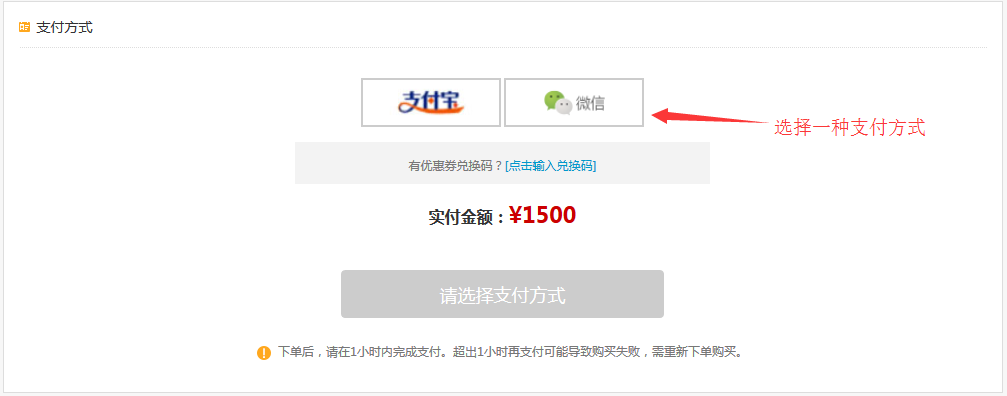 支付方式
支付宝
微信
选择一种支付方式
有优惠券兑换码？[点击输入兑换码]
实付金额：¥1500
请选择支付方式
! 下单后，请在1小时内完成支付。超出1小时再支付可能导致购买失败，需重新下单购买。